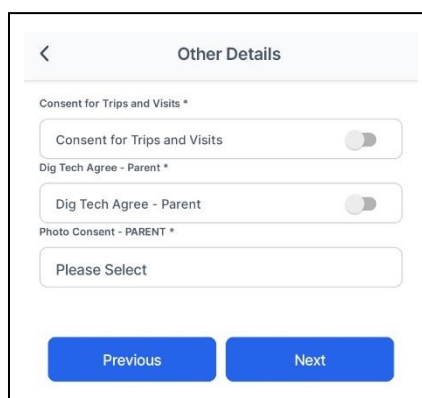 Other Details
Consent for Trips and Visits *
Consent for Trips and Visits
Dig Tech Agree - Parent *
Dig Tech Agree - Parent
Photo Consent - PARENT *
Please Select
Previous Next